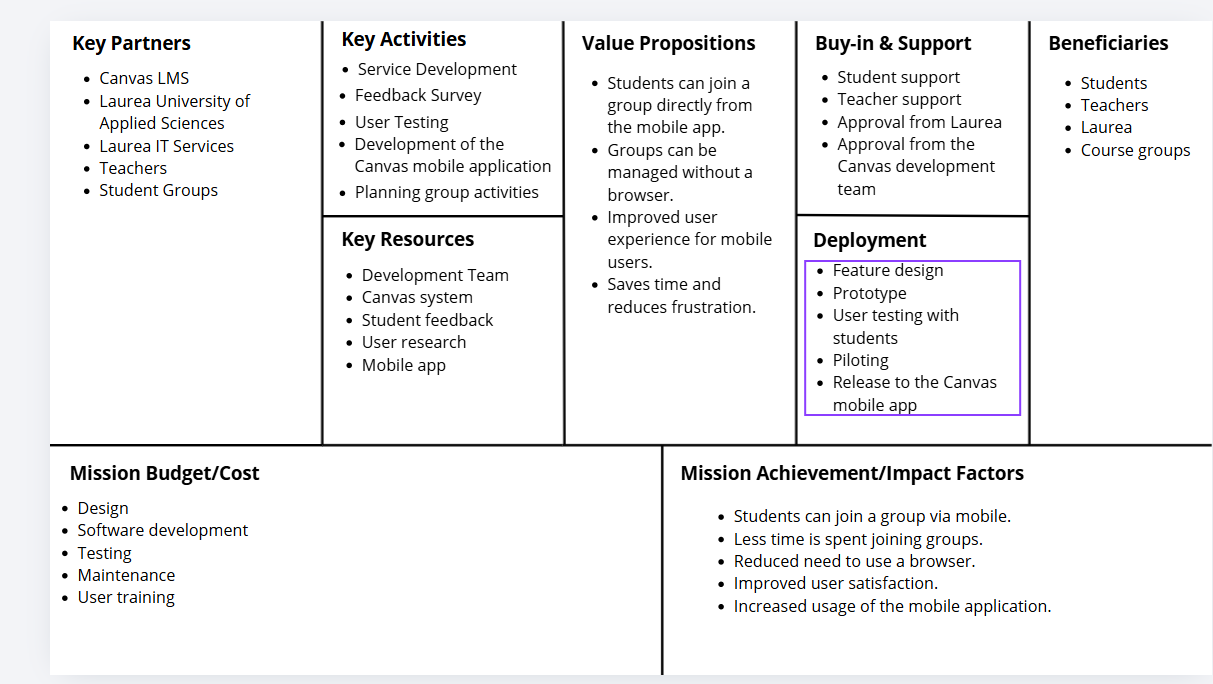 Key Partners
• Canvas LMS
• Laurea University of
Applied Sciences
• Laurea IT Services
• Teachers
• Student Groups
Key Activities
• Service Development
• Feedback Survey
• User Testing
• Development of the
Canvas mobile application
• Planning group activities
Key Resources
• Development Team
• Canvas system
• Student feedback
• User research
• Mobile app
Value Propositions
• Students can join a
group directly from
the mobile app.
• Groups can be
managed without a
browser.
• Improved user
experience for mobile
users.
• Saves time and
reduces frustration.
Buy-in & Support
• Student support
• Teacher support
• Approval from Laurea
• Approval from the
Canvas development
team
Deployment
• Feature design
• Prototype
• User testing with
students
• Piloting
• Release to the Canvas
mobile app
Beneficiaries
• Students
• Teachers
• Laurea
• Course groups
Mission Budget/Cost
• Design
• Software development
• Testing
• Maintenance
• User training
Mission Achievement/Impact Factors
• Students can join a group via mobile.
• Less time is spent joining groups.
• Reduced need to use a browser.
• Improved user satisfaction.
• Increased usage of the mobile application.